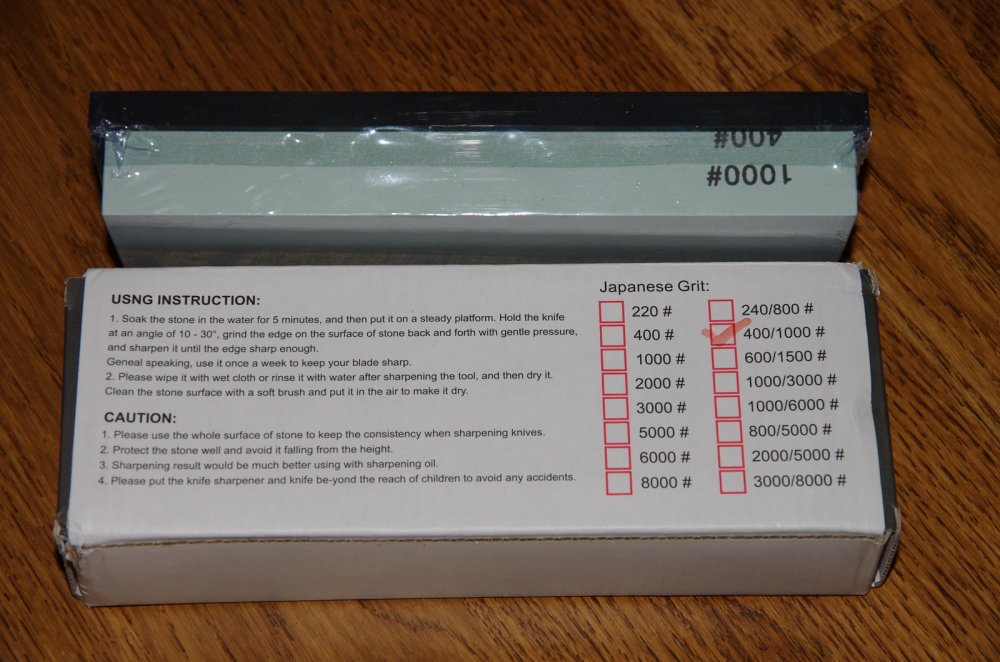 400#
1000#
USNG INSTRUCTION:
1. Soak the stone in the water for 5 minutes, and then put it on a steady platform. Hold the knife
at an angle of 10 - 30°, grind the edge on the surface of stone back and forth with gentle pressure,
and sharpen it until the edge sharp enough.
Geneal speaking, use it once a week to keep your blade sharp.
2. Please wipe it with wet cloth or rinse it with water after sharpening the tool, and then dry it.
Clean the stone surface with a soft brush and put it in the air to make it dry.
CAUTION:
1. Please use the whole surface of stone to keep the consistency when sharpening knives.
2. Protect the stone well and avoid it falling from the height.
3. Sharpening result would be much better using with sharpening oil.
4. Please put the knife sharpener and knife be-yond the reach of children to avoid any accidents.
Japanese Grit:
220 # 240/800 #
400 # 400/1000 #
1000 # 600/1500 #
2000 # 1000/3000 #
3000 # 1000/6000 #
5000 # 800/5000 #
6000 # 2000/5000 #
8000 # 3000/8000 #